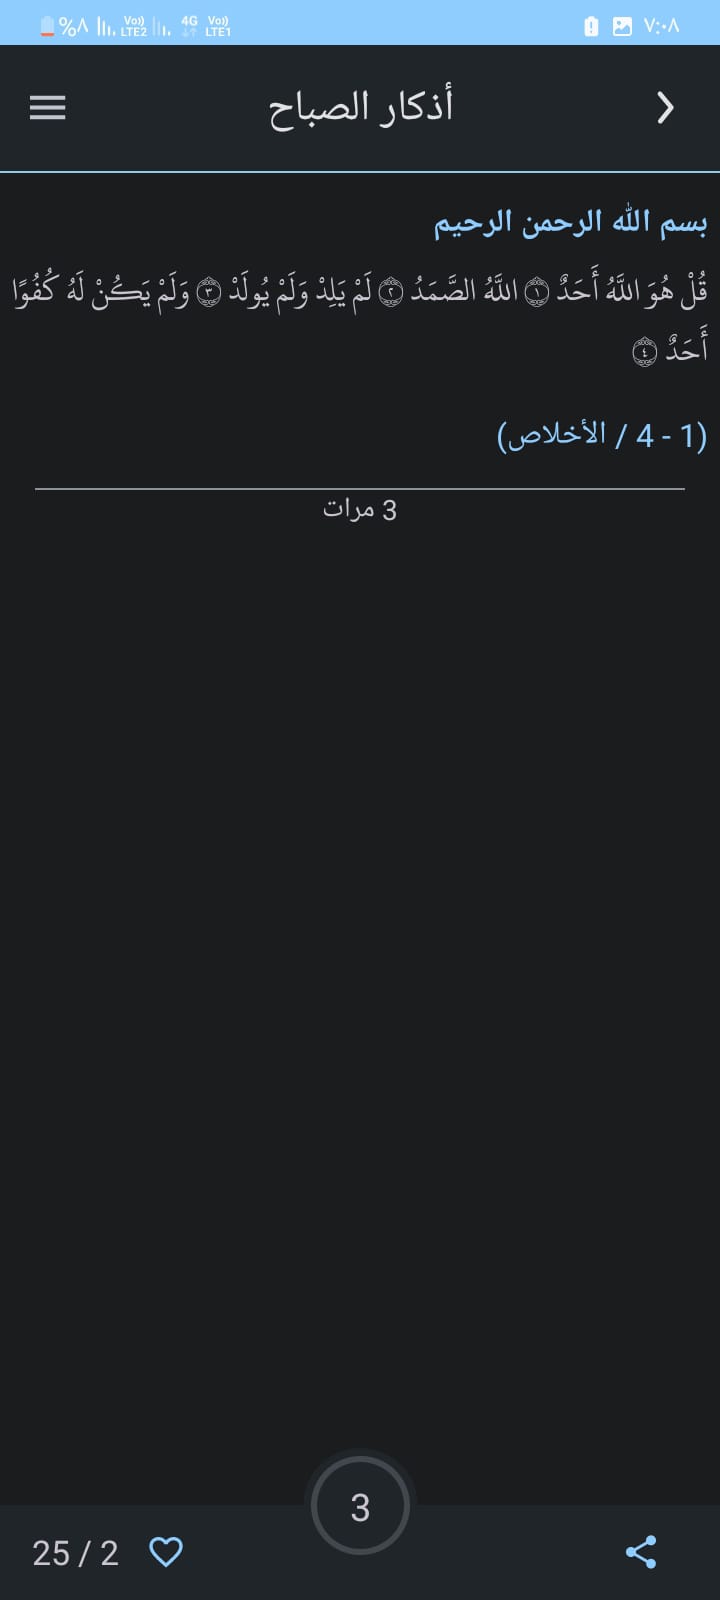 %٨ Vo) LTE2 4G Vo) LTE1 ٧:٠٨
أذكار الصباح
بسم الله الرحمن الرحيم
قُلْ هُوَ اللَّهُ أَحَدٌ ۝١ اللَّهُ الصَّمَدُ ۝٢ لَمْ يَلِدْ وَلَمْ يُولَدْ ۝٣ وَلَمْ يَكُنْ لَهُ كُفُوًا
أَحَدٌ ۝٤
(1 - 4 / الأخلاص)
3 مرات
3
25 / 2